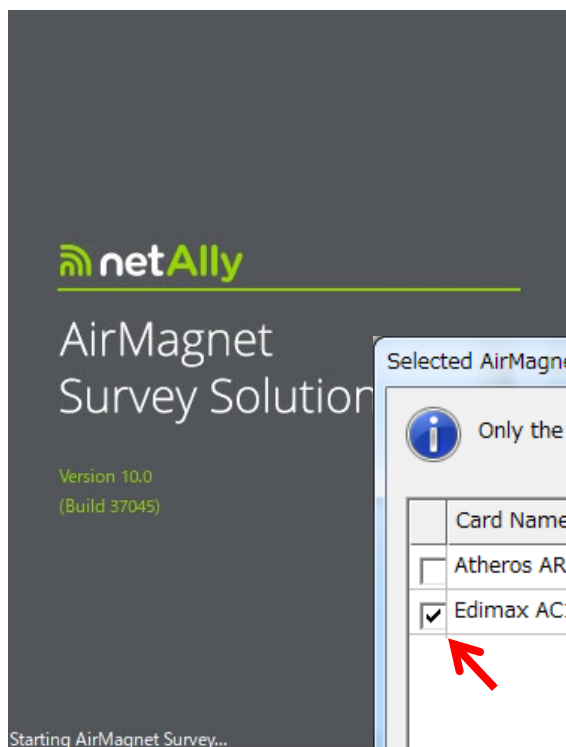 netAlly
AirMagnet
Survey Solution
Version 10.0
(Build 37045)
Starting AirMagnet Survey...
Selected AirMagne
Only the
Card Name
Atheros AR
Edimax AC